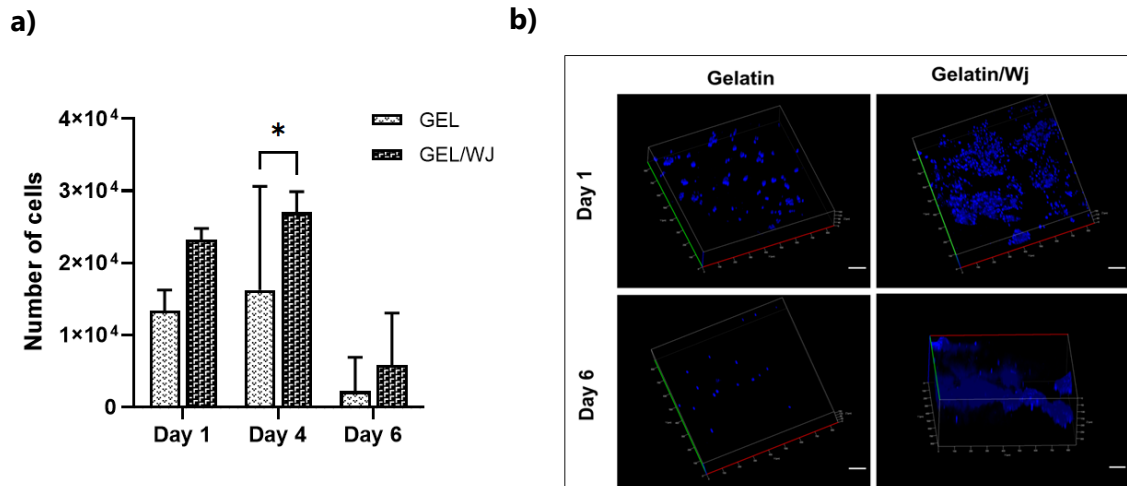 a)
Number of cells
4×10⁴
3×10⁴
2×10⁴
1×10⁴
0
*
GEL
GEL/WJ
Day 1 Day 4 Day 6
b)
Gelatin Gelatin/Wj
Day 1
Day 6